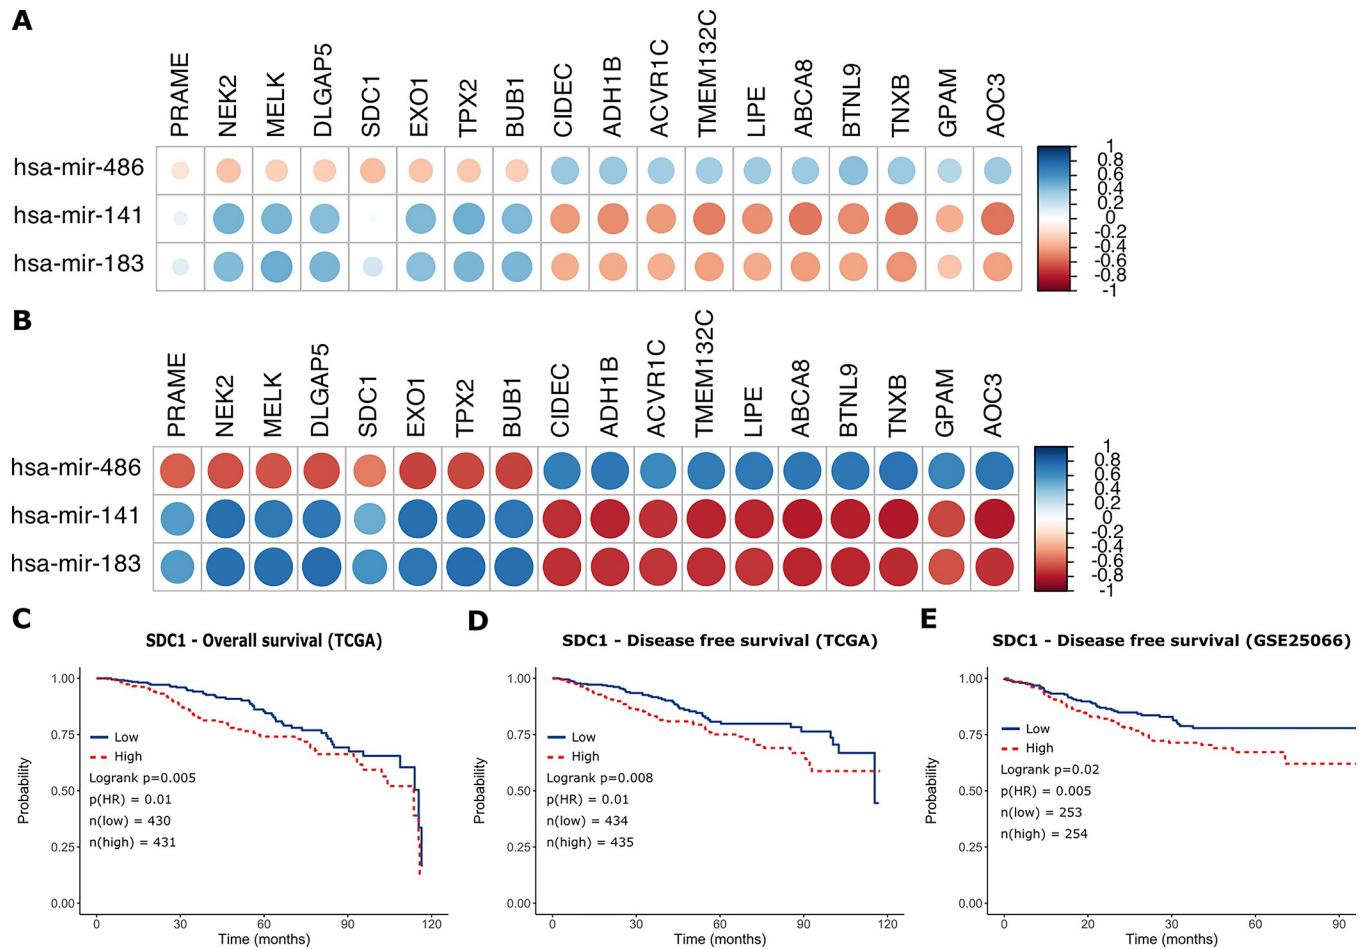 A
PRAME NEK2 MELK DLGAP5 SDC1 EXO1 TPX2 BUB1 CIDEC ADH1B ACVR1C TMEM132C LIPE ABCA8 BTNL9 TNXB GPAM AOC3
hsa-mir-486
hsa-mir-141
hsa-mir-183
1
0.8
0.6
0.4
0.2
0
-0.2
-0.4
-0.6
-0.8
-1
B
PRAME NEK2 MELK DLGAP5 SDC1 EXO1 TPX2 BUB1 CIDEC ADH1B ACVR1C TMEM132C LIPE ABCA8 BTNL9 TNXB GPAM AOC3
hsa-mir-486
hsa-mir-141
hsa-mir-183
1
0.8
0.6
0.4
0.2
0
-0.2
-0.4
-0.6
-0.8
-1
C
SDC1 - Overall survival (TCGA)
Probability
1.00
0.75
0.50
0.25
0.00
Low
High
Logrank p=0.005
p(HR) = 0.01
n(low) = 430
n(high) = 431
0 30 60 90 120
Time (months)
D
SDC1 - Disease free survival (TCGA)
Probability
1.00
0.75
0.50
0.25
0.00
Low
High
Logrank p=0.008
p(HR) = 0.01
n(low) = 434
n(high) = 435
0 30 60 90 120
Time (months)
E
SDC1 - Disease free survival (GSE25066)
Probability
1.00
0.75
0.50
0.25
0.00
Low
High
Logrank p=0.02
p(HR) = 0.005
n(low) = 253
n(high) = 254
0 20 40 60 90
Time (months)